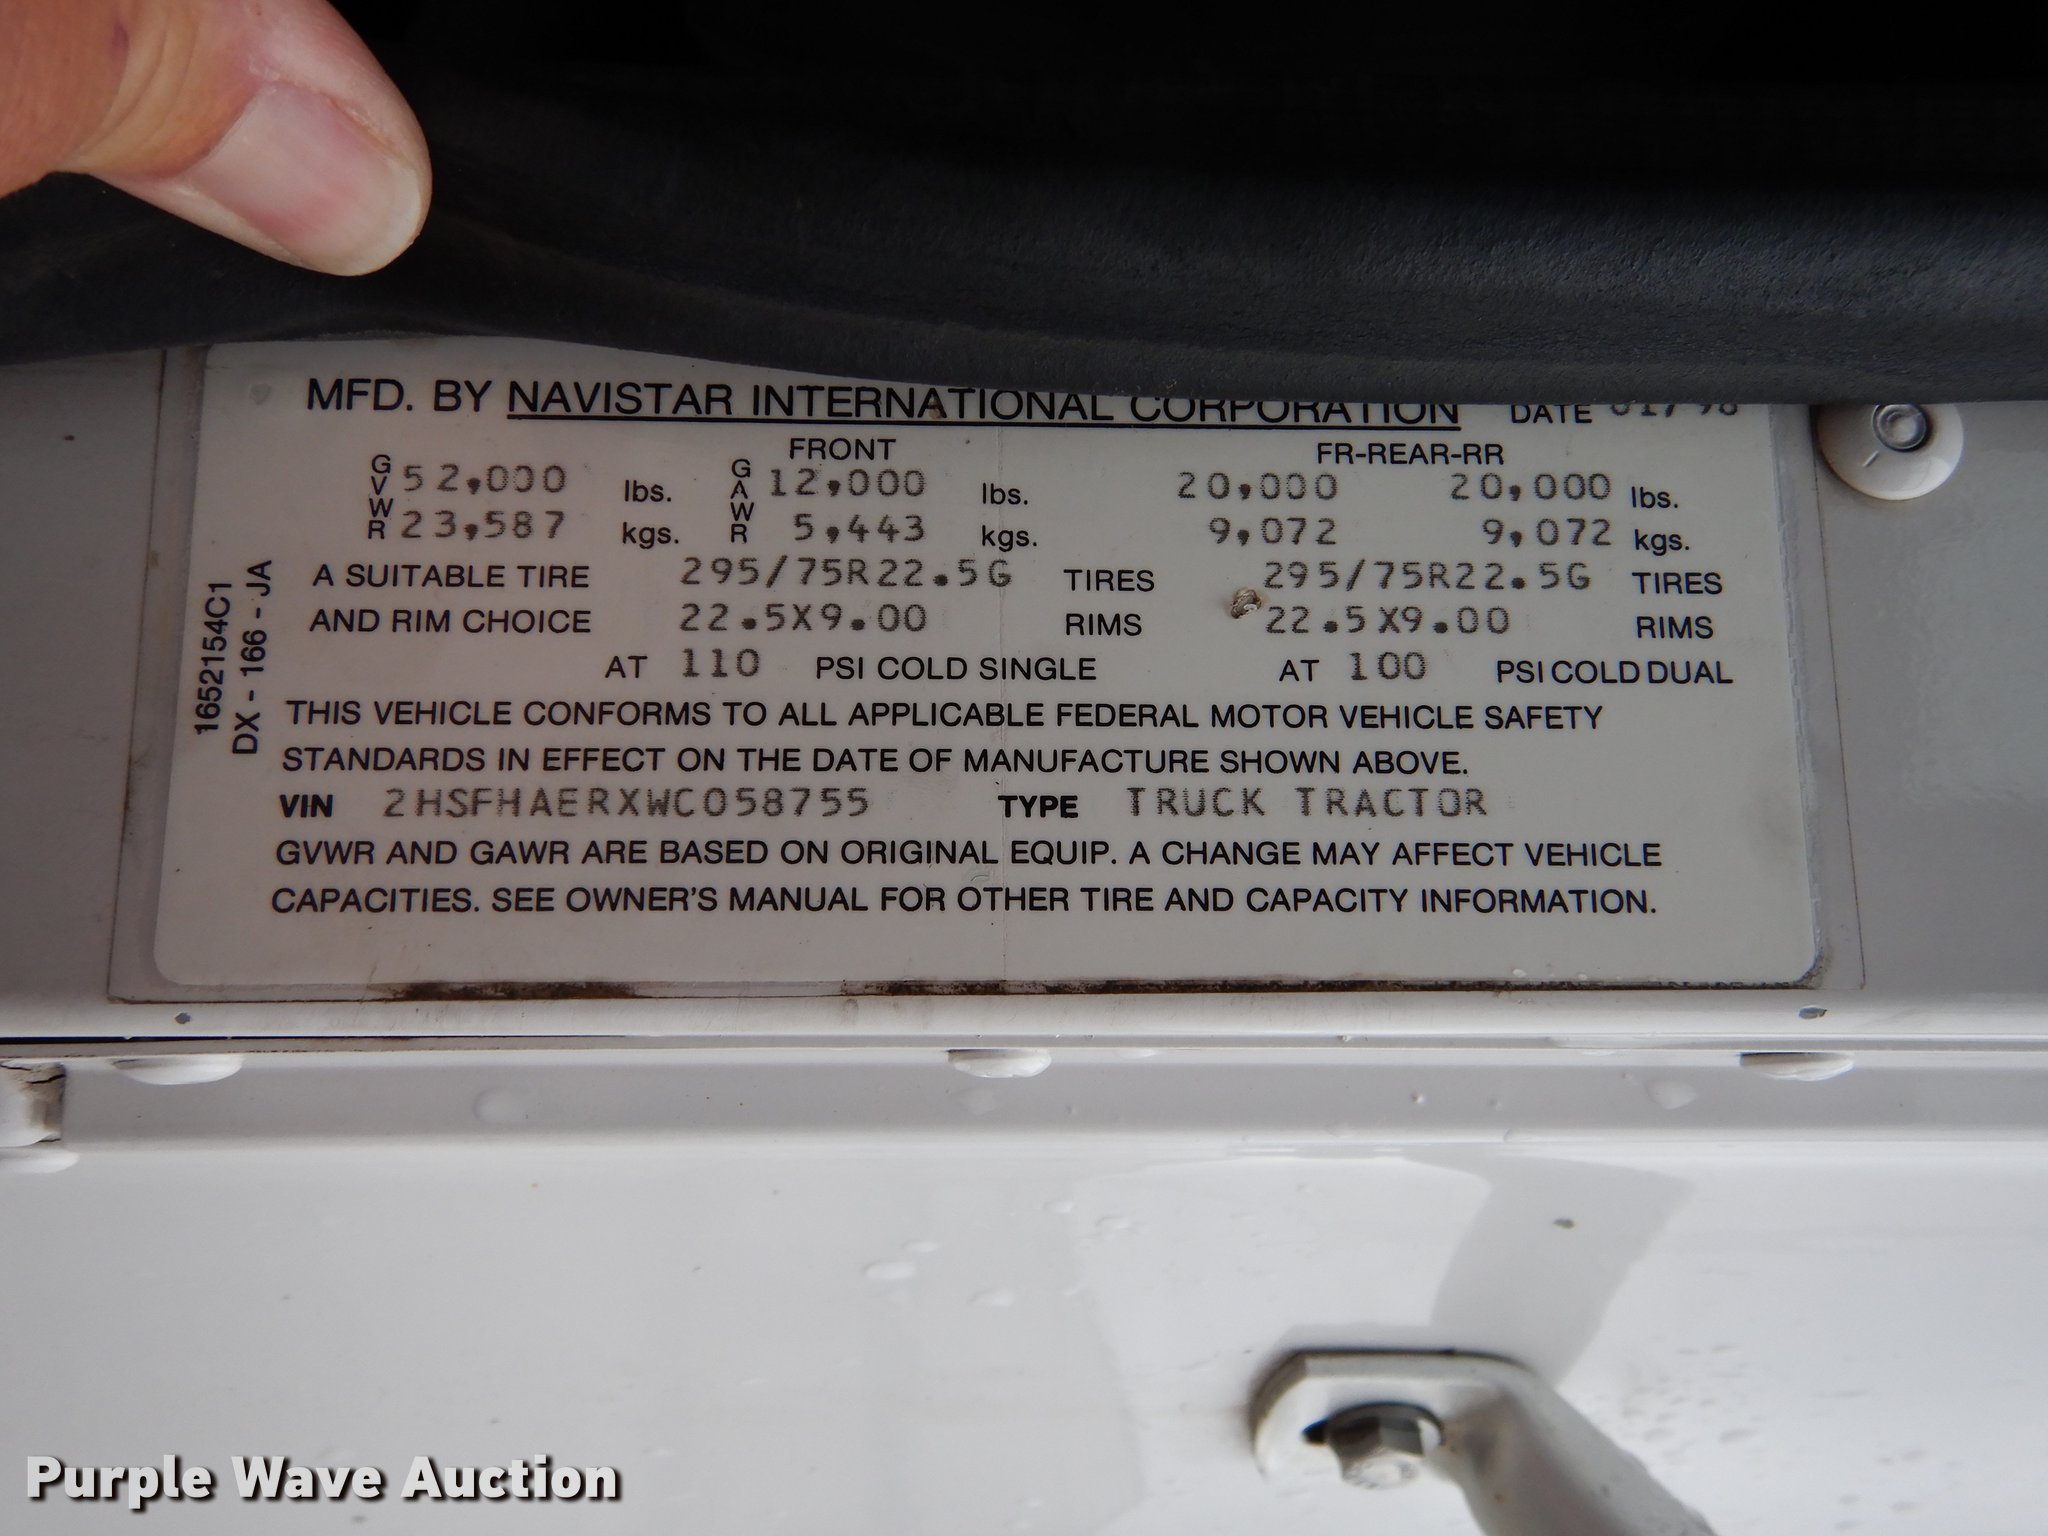 MFD. BY NAVISTAR INTERNATIONAL CORPORATION DATE 01/98
FRONT FR-REAR-RR
GVWR 52,000 lbs. GAWR 12,000 lbs. 20,000 20,000 lbs.
23,587 kgs. 5,443 kgs. 9,072 9,072 kgs.
A SUITABLE TIRE 295/75R22.5G TIRES 295/75R22.5G TIRES
AND RIM CHOICE 22.5X9.00 RIMS 22.5X9.00 RIMS
AT 110 PSI COLD SINGLE AT 100 PSI COLD DUAL
THIS VEHICLE CONFORMS TO ALL APPLICABLE FEDERAL MOTOR VEHICLE SAFETY
STANDARDS IN EFFECT ON THE DATE OF MANUFACTURE SHOWN ABOVE.
VIN 2HSFHAERXWC058755 TYPE TRUCK TRACTOR
GVWR AND GAWR ARE BASED ON ORIGINAL EQUIP. A CHANGE MAY AFFECT VEHICLE
CAPACITIES. SEE OWNER'S MANUAL FOR OTHER TIRE AND CAPACITY INFORMATION.
1652154C1
DX - 166 - JA
Purple Wave Auction